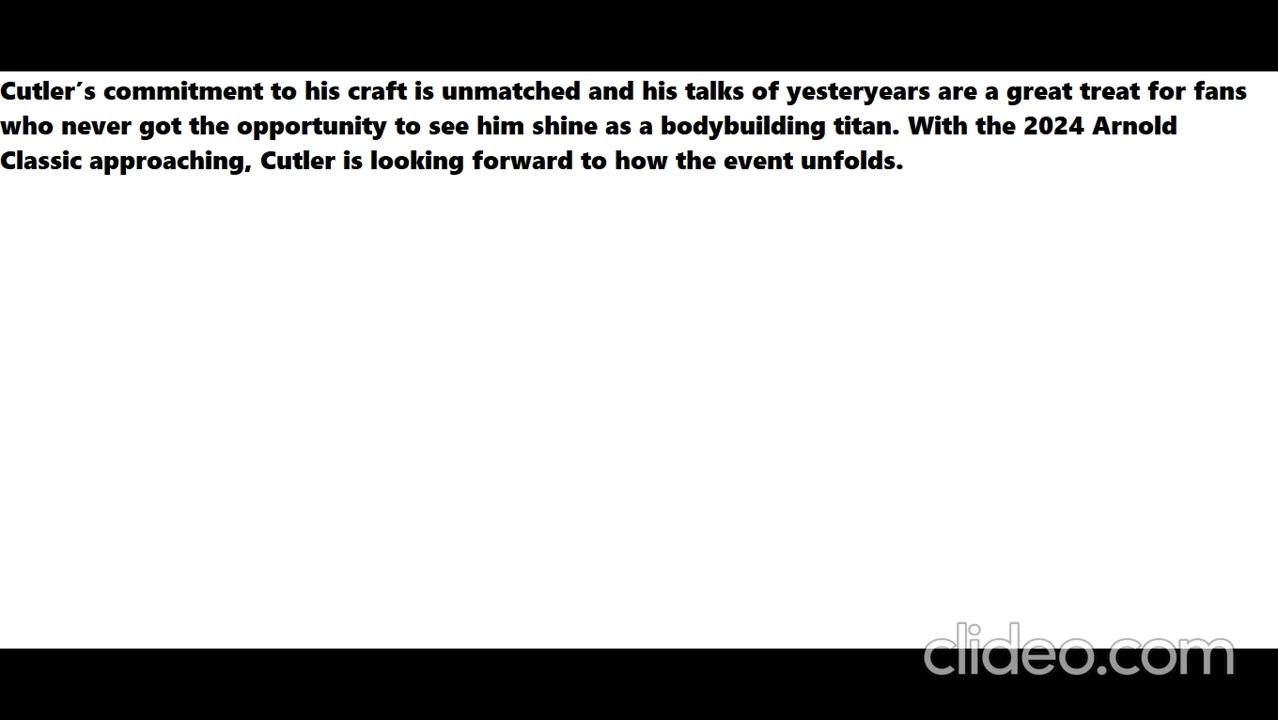 Cutler´s commitment to his craft is unmatched and his talks of yesteryears are a great treat for fans
who never got the opportunity to see him shine as a bodybuilding titan. With the 2024 Arnold
Classic approaching, Cutler is looking forward to how the event unfolds.
clideo.com